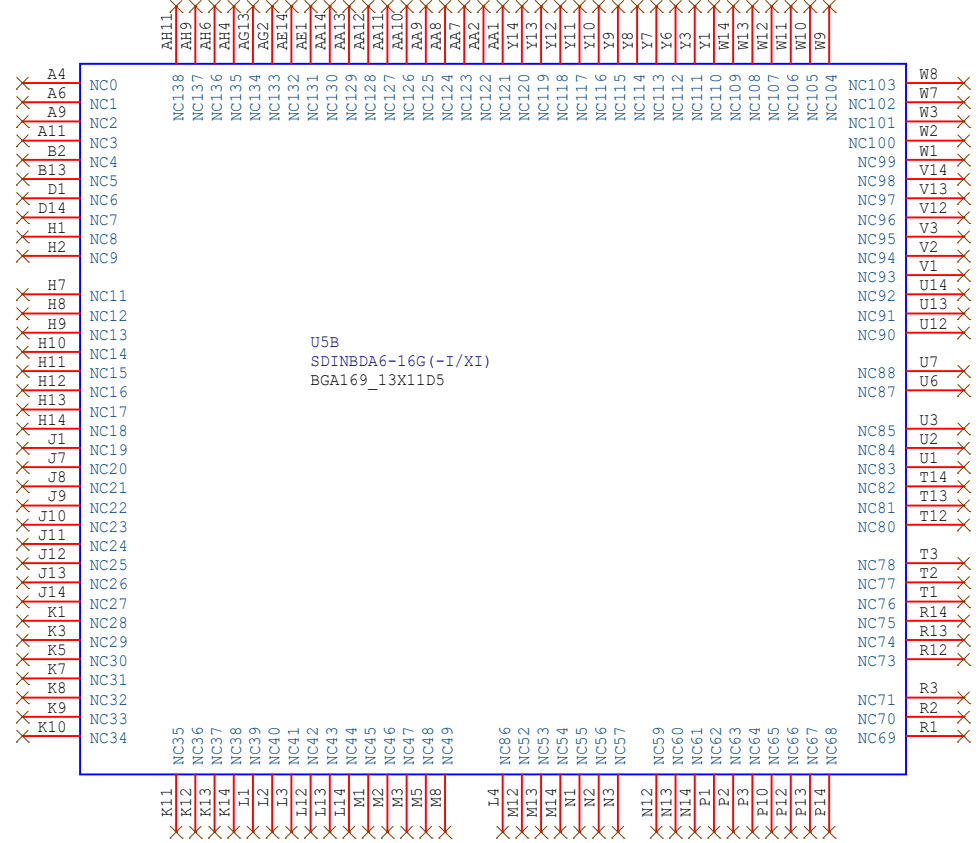 AH11
AH9
AH6
AH4
AG13
AG2
AE14
AE1
AA14
AA13
AA12
AA11
AA10
AA9
AA8
AA7
AA2
AA1
Y14
Y13
Y12
Y11
Y10
Y9
Y8
Y7
Y6
Y3
Y1
W14
W13
W12
W11
W10
W9
NC138
NC137
NC136
NC135
NC134
NC133
NC132
NC131
NC130
NC129
NC128
NC127
NC126
NC125
NC124
NC123
NC122
NC121
NC120
NC119
NC118
NC117
NC116
NC115
NC114
NC113
NC112
NC111
NC110
NC109
NC108
NC107
NC106
NC105
NC104
A4 NC0
A6 NC1
A9 NC2
A11 NC3
B2 NC4
B13 NC5
D1 NC6
D14 NC7
H1 NC8
H2 NC9
H7 NC11
H8 NC12
H9 NC13
H10 NC14
H11 NC15
H12 NC16
H13 NC17
H14 NC18
J1 NC19
J7 NC20
J8 NC21
J9 NC22
J10 NC23
J11 NC24
J12 NC25
J13 NC26
J14 NC27
K1 NC28
K3 NC29
K5 NC30
K7 NC31
K8 NC32
K9 NC33
K10 NC34
U5B
SDINBDA6-16G(-I/XI)
BGA169_13X11D5
NC103 W8
NC102 W7
NC101 W3
NC100 W2
NC99 W1
NC98 V14
NC97 V13
NC96 V12
NC95 V3
NC94 V2
NC93 V1
NC92 U14
NC91 U13
NC90 U12
NC88 U7
NC87 U6
NC85 U3
NC84 U2
NC83 U1
NC82 T14
NC81 T13
NC80 T12
NC78 T3
NC77 T2
NC76 T1
NC75 R14
NC74 R13
NC73 R12
NC71 R3
NC70 R2
NC69 R1
NC35
NC36
NC37
NC38
NC39
NC40
NC41
NC42
NC43
NC44
NC45
NC46
NC47
NC48
NC49
NC86
NC52
NC53
NC54
NC55
NC56
NC57
NC59
NC60
NC61
NC62
NC63
NC64
NC65
NC66
NC67
NC68
K11
K12
K13
K14
L1
L2
L3
L12
L13
L14
M1
M2
M3
M5
M8
L4
M12
M13
M14
N1
N2
N3
N12
N13
N14
P1
P2
P3
P10
P12
P13
P14